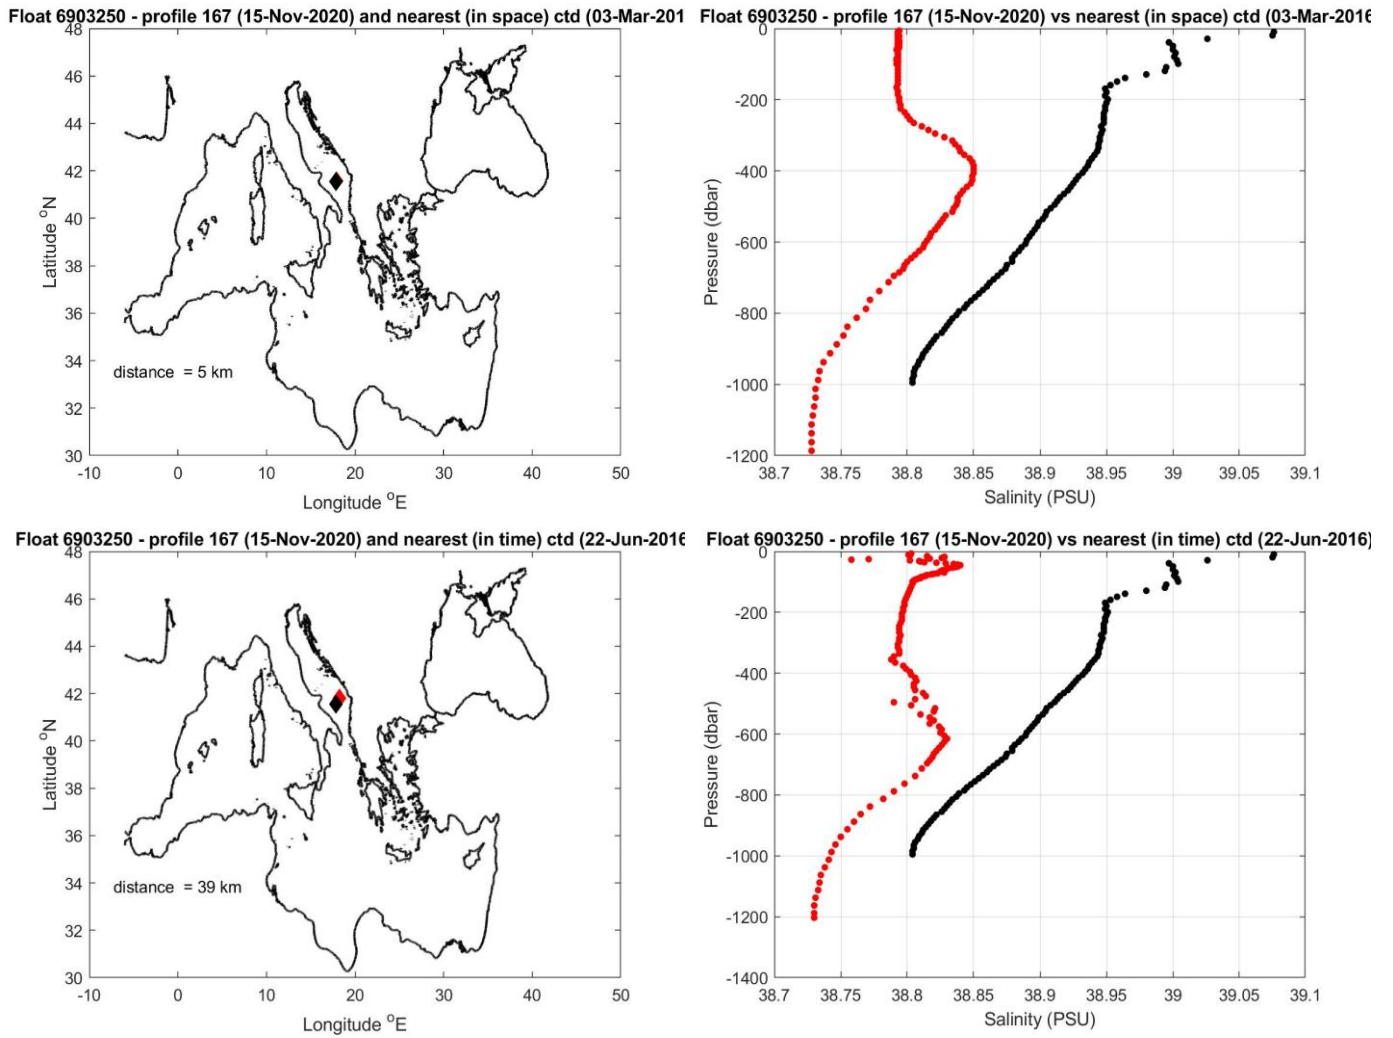 Float 6903250 - profile 167 (15-Nov-2020) and nearest (in space) ctd (03-Mar-201
48
46
44
42
40
38
36
34
32
30
Latitude °N
distance = 5 km
-10 0 10 20 30 40 50
Longitude °E
Float 6903250 - profile 167 (15-Nov-2020) vs nearest (in space) ctd (03-Mar-2016
0
-200
-400
-600
-800
-1000
-1200
Pressure (dbar)
38.7 38.75 38.8 38.85 38.9 38.95 39 39.05 39.1
Salinity (PSU)
Float 6903250 - profile 167 (15-Nov-2020) and nearest (in time) ctd (22-Jun-2016
48
46
44
42
40
38
36
34
32
30
Latitude °N
distance = 39 km
-10 0 10 20 30 40 50
Longitude °E
Float 6903250 - profile 167 (15-Nov-2020) vs nearest (in time) ctd (22-Jun-2016)
0
-200
-400
-600
-800
-1000
-1200
-1400
Pressure (dbar)
38.7 38.75 38.8 38.85 38.9 38.95 39 39.05 39.1
Salinity (PSU)